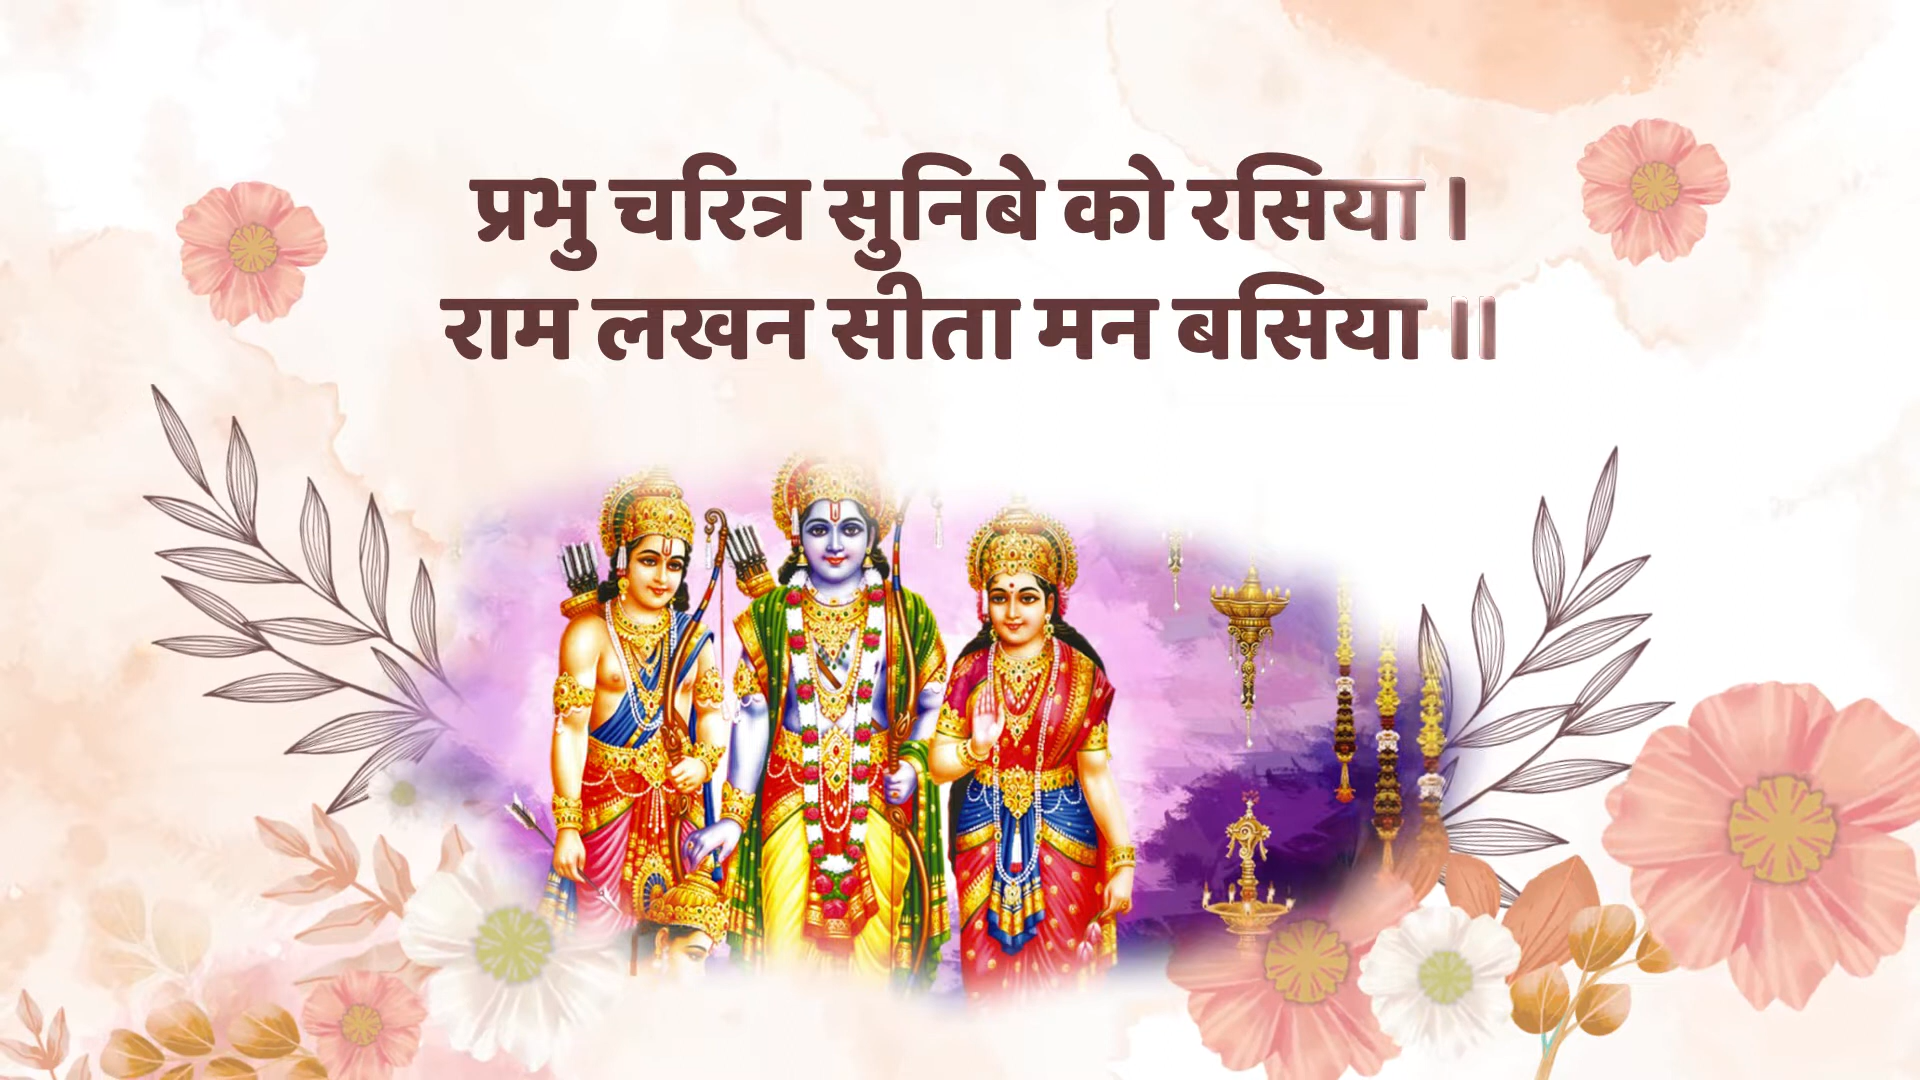 प्रभु चरित्र सुनिबे को रसिया ।
राम लखन सीता मन बसिया ।।